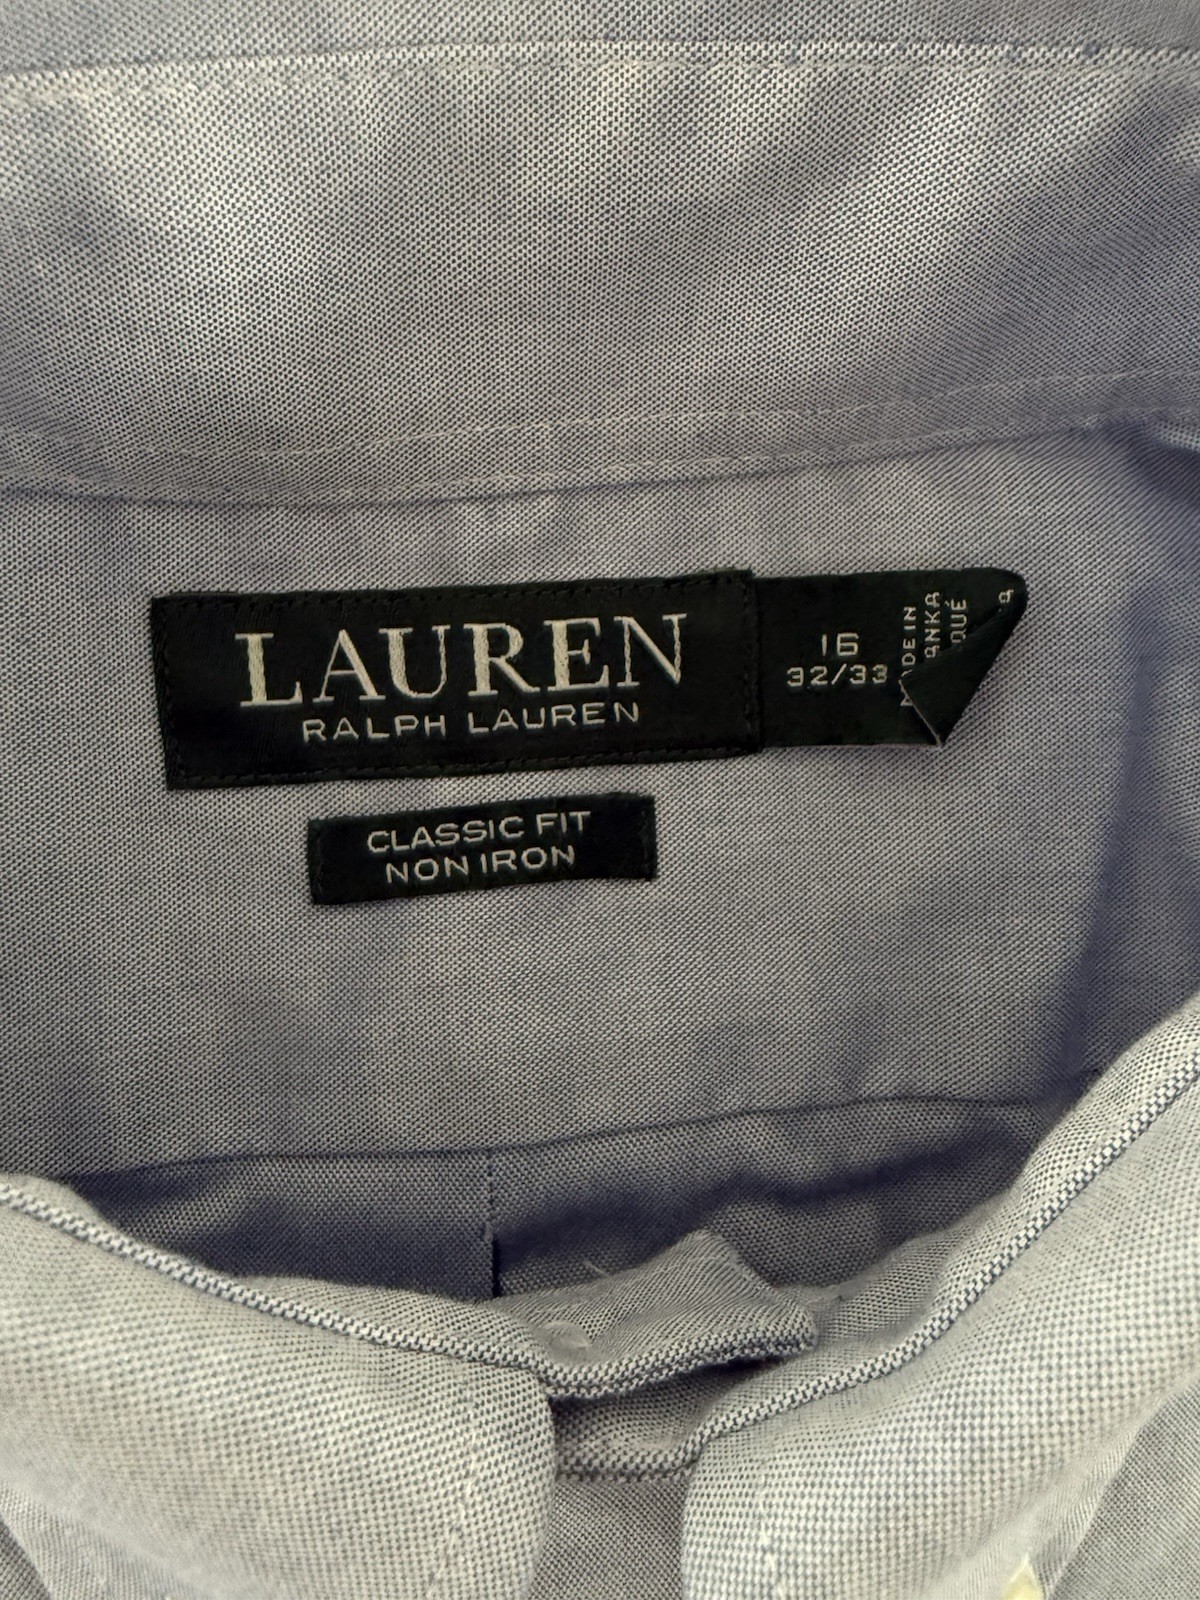 LAUREN
RALPH LAUREN
16
32/33
MADE IN
CLASSIC FIT
NON IRON